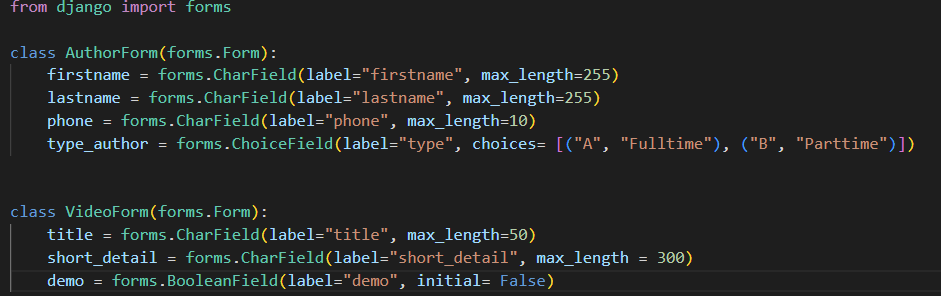 from django import forms
class AuthorForm(forms.Form):
firstname = forms.CharField(label="firstname", max_length=255)
lastname = forms.CharField(label="lastname", max_length=255)
phone = forms.CharField(label="phone", max_length=10)
type_author = forms.ChoiceField(label="type", choices= [("A", "Fulltime"), ("B", "Parttime")])
class VideoForm(forms.Form):
title = forms.CharField(label="title", max_length=50)
short_detail = forms.CharField(label="short_detail", max_length = 300)
demo = forms.BooleanField(label="demo", initial= False)